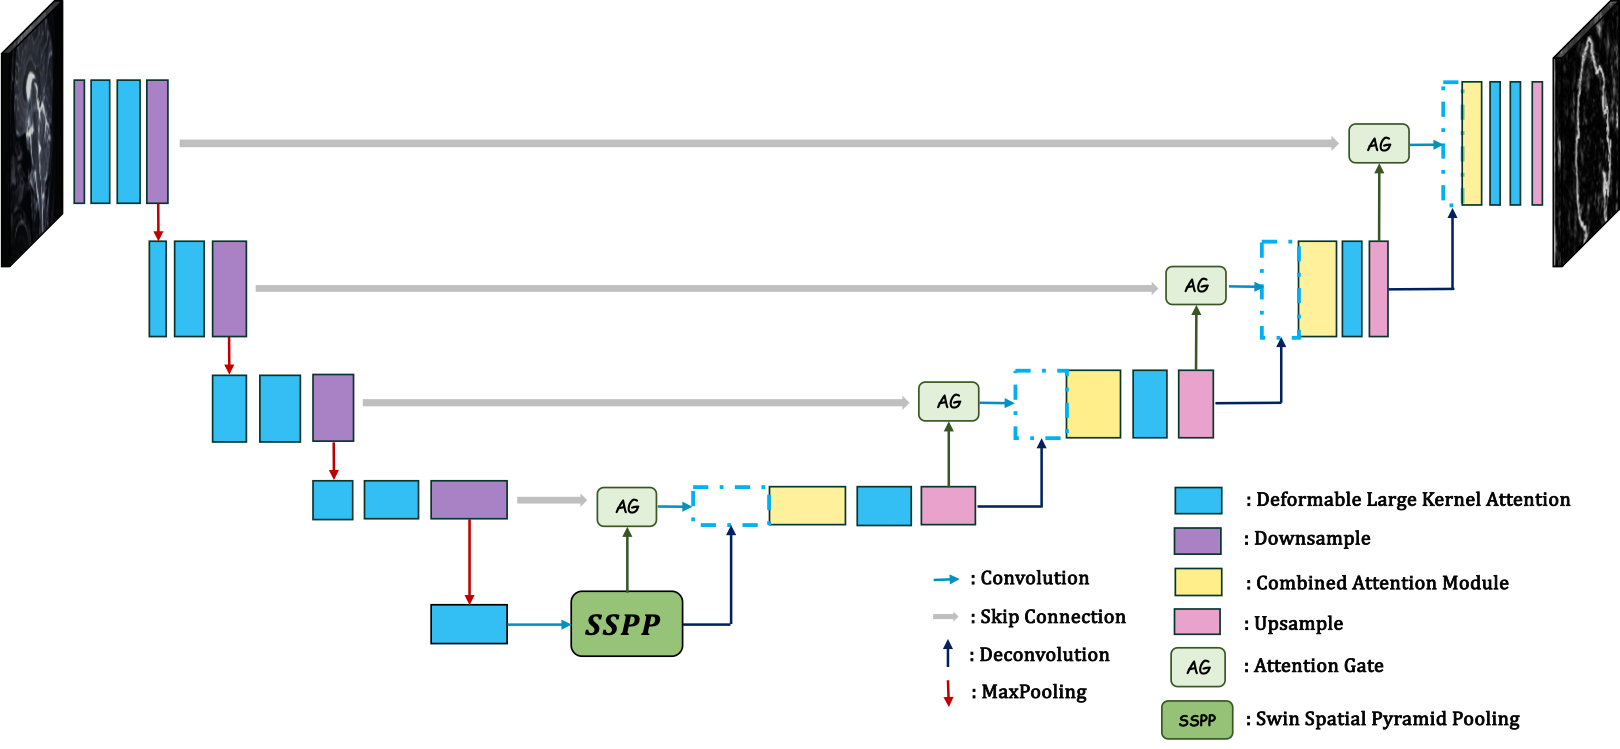 AG
AG
AG
AG
SSPP
: Convolution
: Skip Connection
: Deconvolution
: MaxPooling
: Deformable Large Kernel Attention
: Downsample
: Combined Attention Module
: Upsample
AG : Attention Gate
SSPP : Swin Spatial Pyramid Pooling